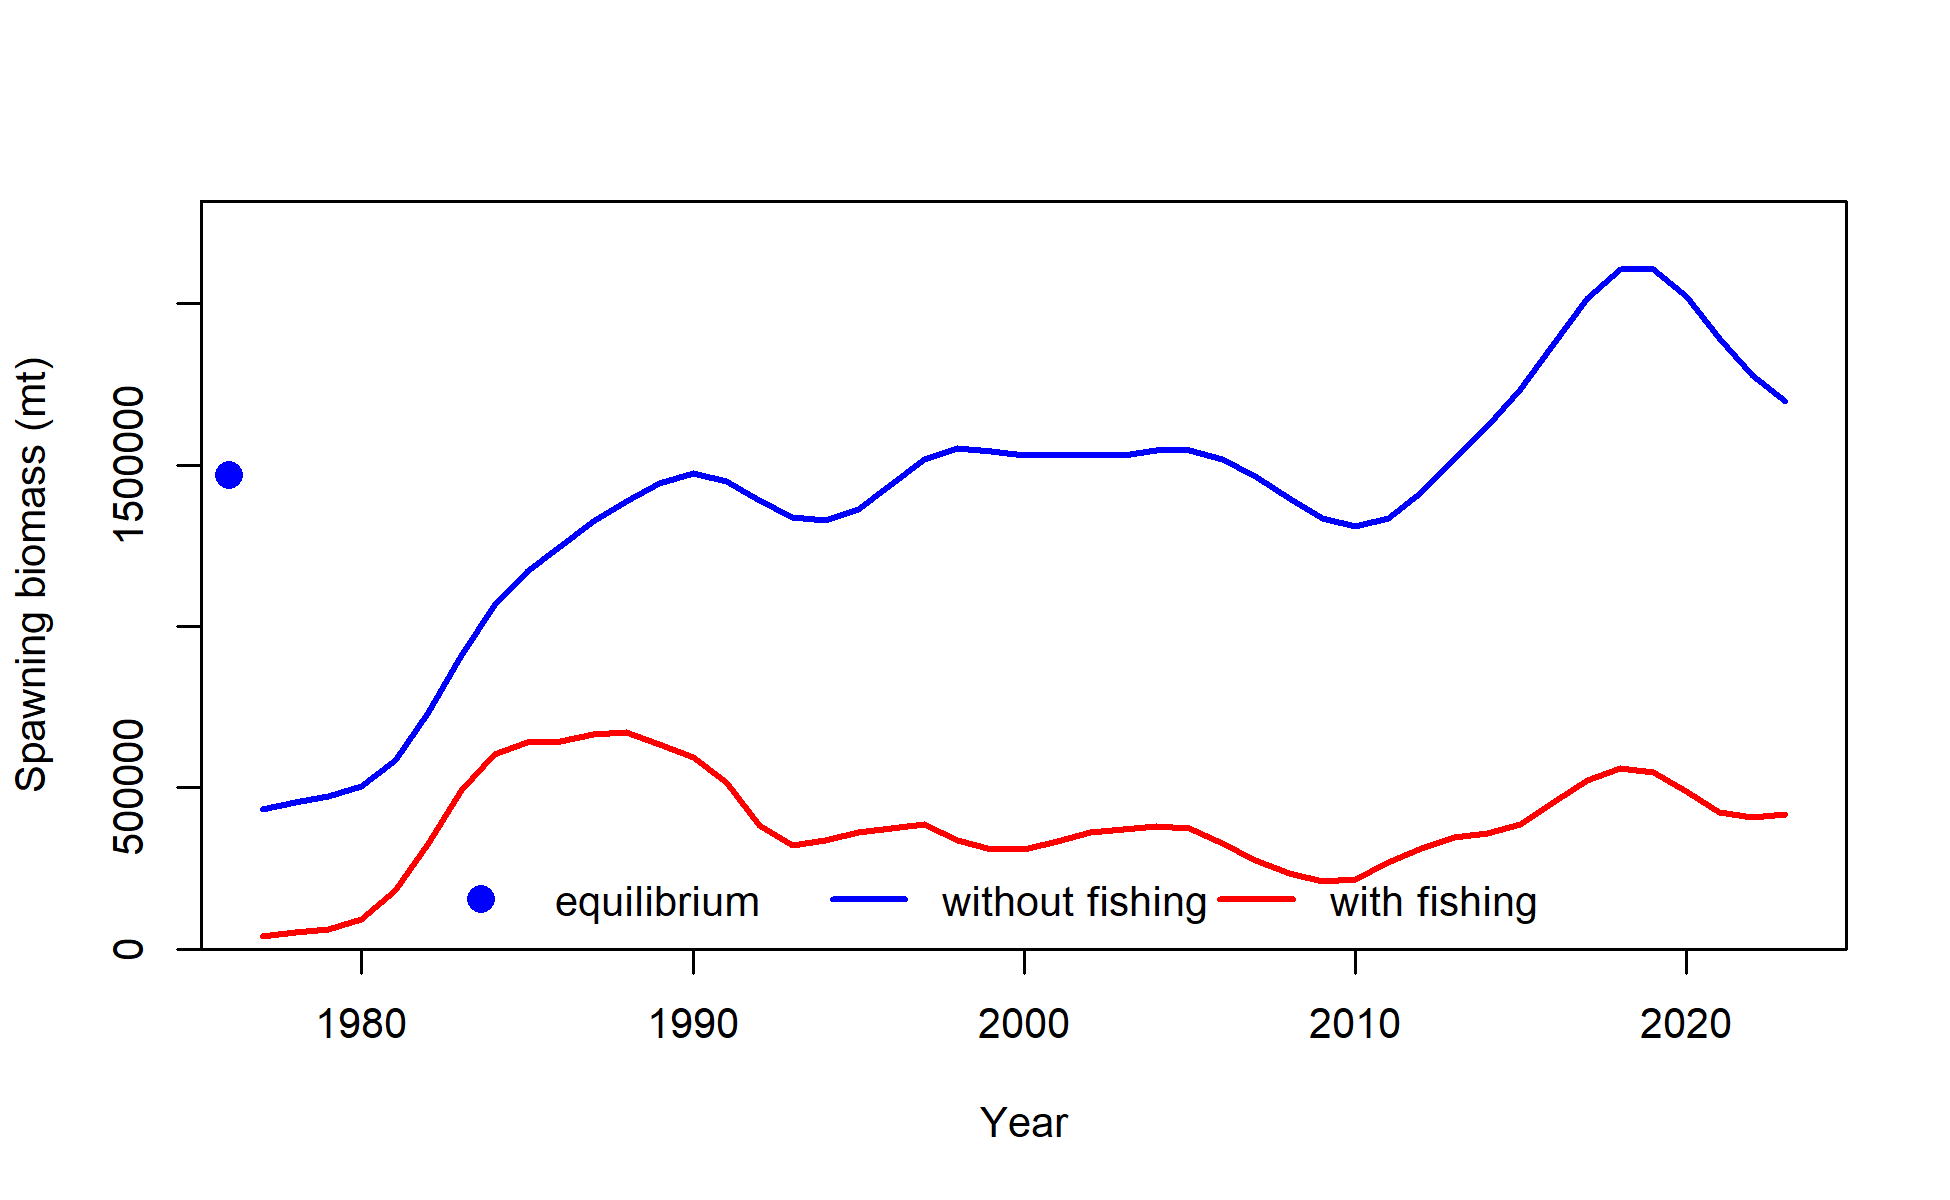 Spawning biomass (mt)
1500000
500000
0
equilibrium without fishing with fishing
1980 1990 2000 2010 2020
Year